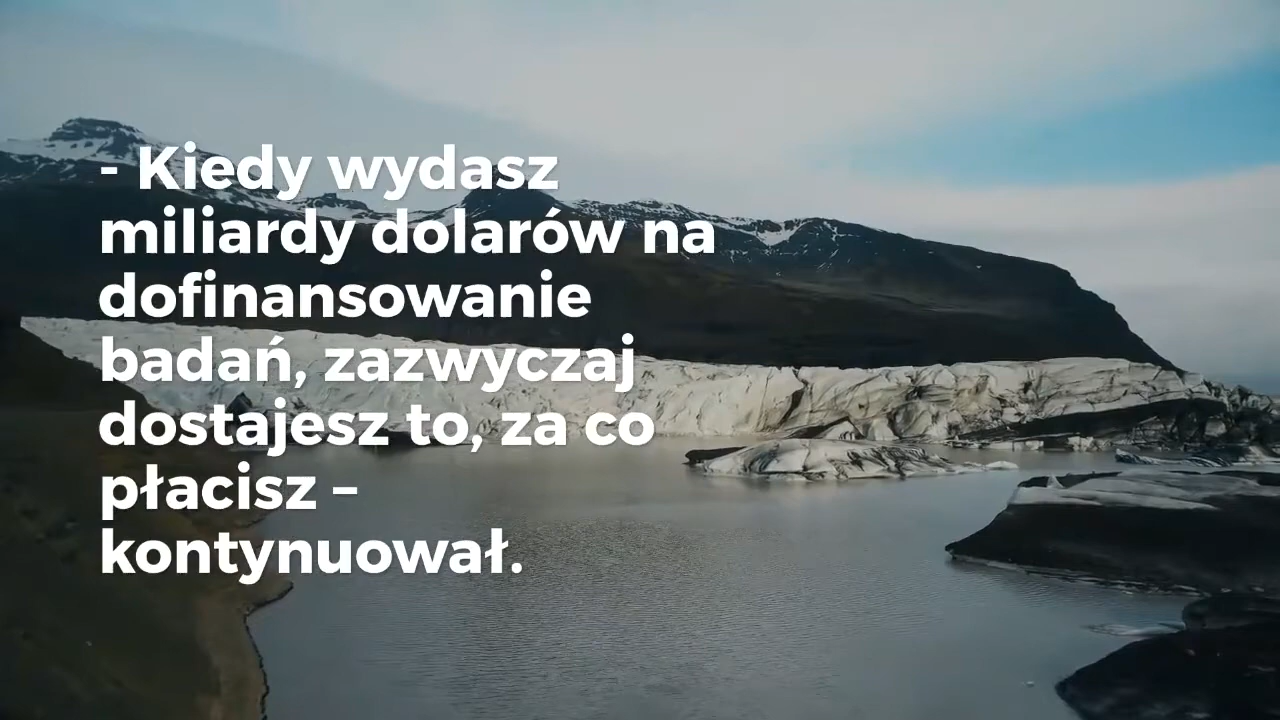 - Kiedy wydasz
miliardy dolarów na
dofinansowanie
badań, zazwyczaj
dostajesz to, za co
płacisz –
kontynuował.